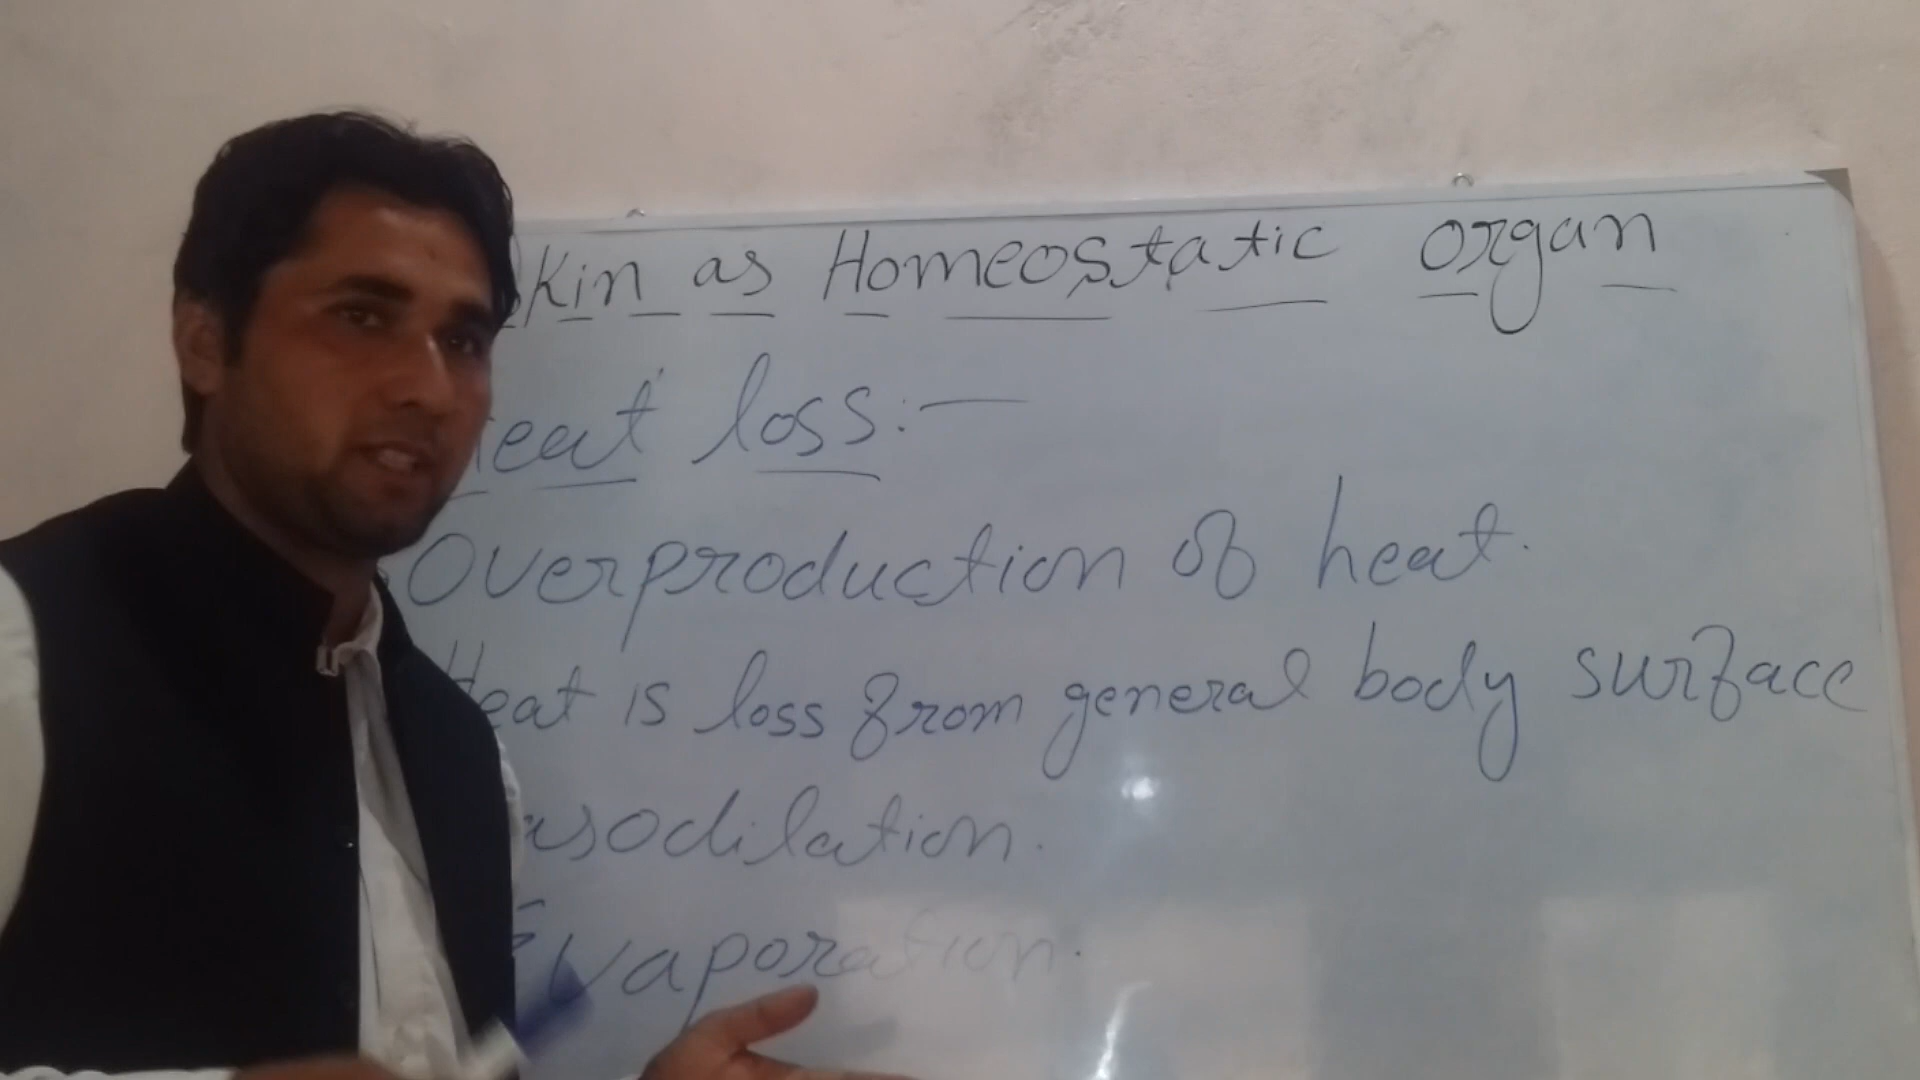 Skin as Homeostatic organ
Heat loss:-
Overproduction of heat.
Heat is loss from general body surface
Vasodilation.
Evaporation.